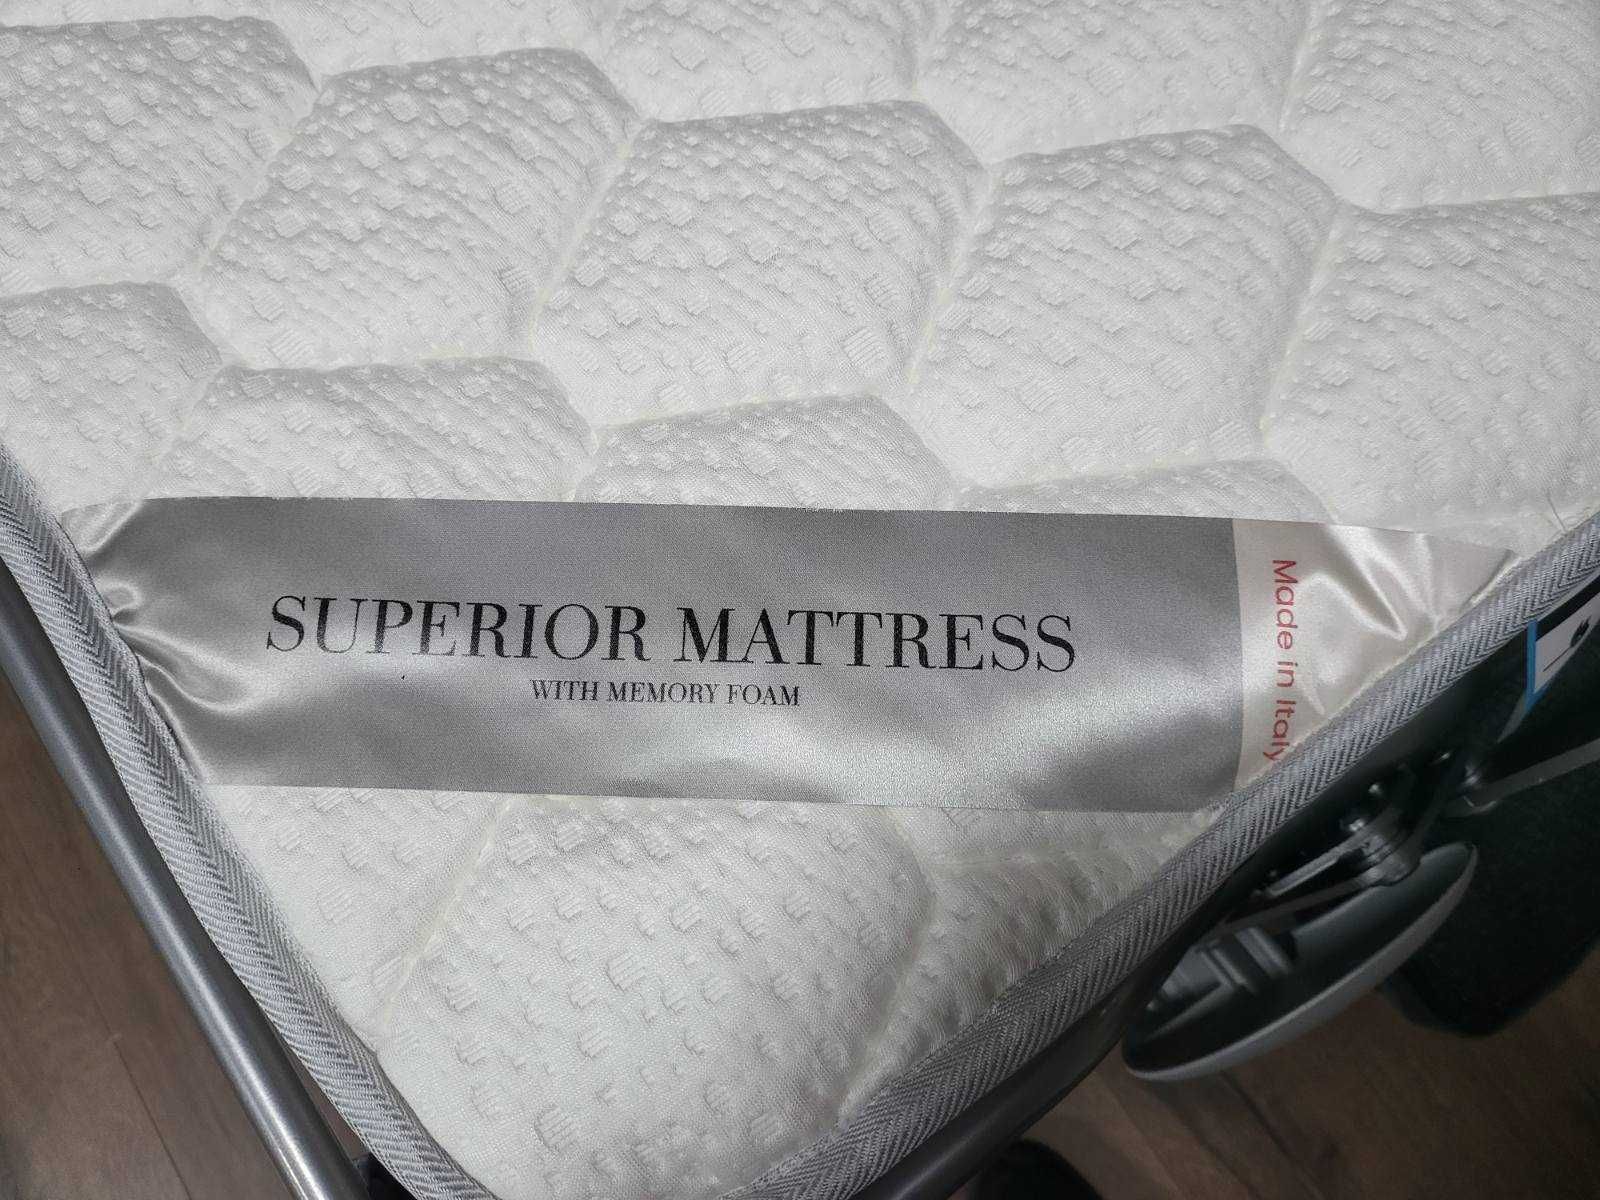 SUPERIOR MATTRESS
WITH MEMORY FOAM
Made in Italy